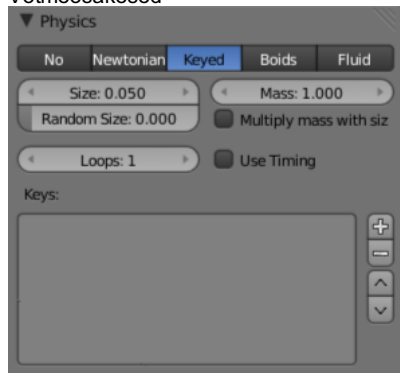 Võtmeosakesed
Physics
No Newtonian Keyed Boids Fluid
Size: 0.050 Mass: 1.000
Random Size: 0.000 Multiply mass with siz
Loops: 1 Use Timing
Keys: